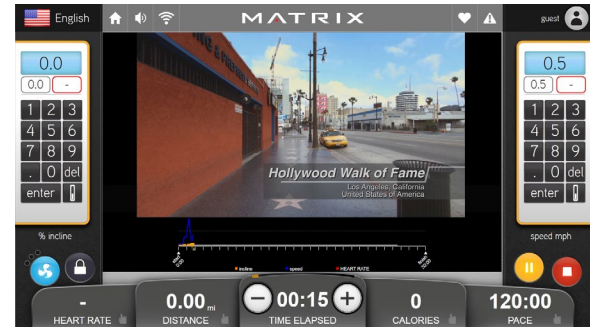 English
MATRIX
guest
0.0
0.0 -
1 2 3
4 5 6
7 8 9
. 0 del
enter
% incline
Hollywood Walk of Fame
Los Angeles, California
United States of America
incline speed HEART RATE
0.5
0.5 -
1 2 3
4 5 6
7 8 9
. 0 del
enter
speed mph
-
HEART RATE
0.00 mi
DISTANCE
00:15
TIME ELAPSED
0
CALORIES
120:00
PACE